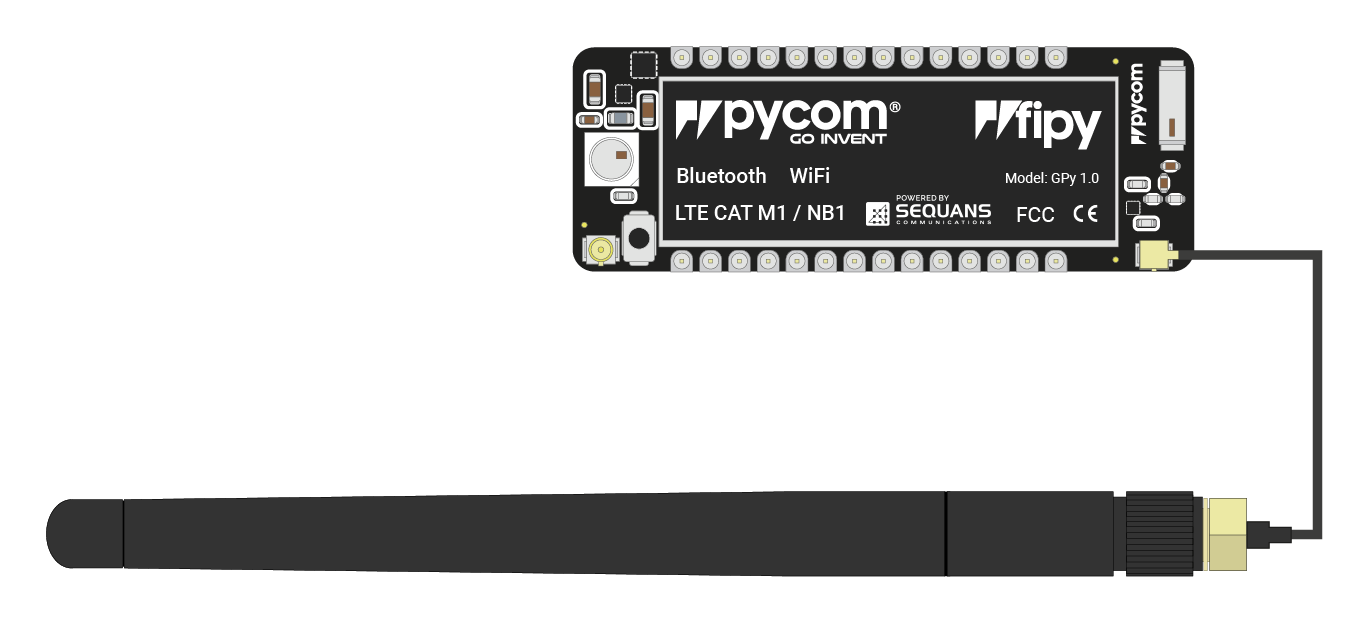 pycom®
GO INVENT
fipy
pycom
Bluetooth WiFi
Model: GPy 1.0
LTE CAT M1 / NB1
POWERED BY
SEQUANS
COMMUNICATIONS
FCC CE